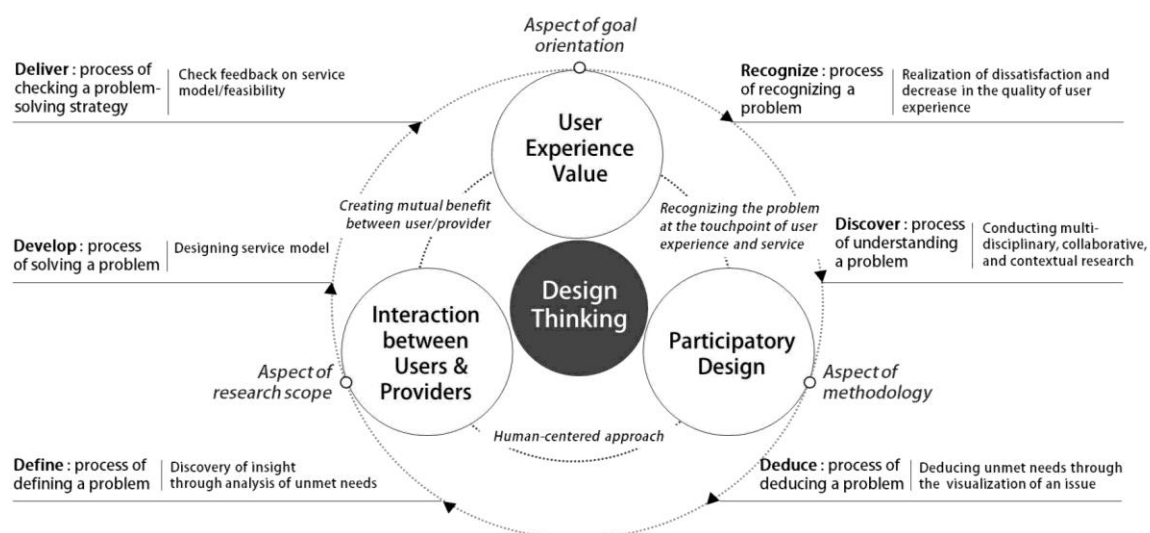 Aspect of goal
orientation
Deliver : process of
checking a problem-
solving strategy
Check feedback on service
model/feasibility
Recognize : process
of recognizing a
problem
Realization of dissatisfaction and
decrease in the quality of user
experience
User
Experience
Value
Creating mutual benefit
between user/provider
Recognizing the problem
at the touchpoint of user
experience and service
Develop : process
of solving a problem
Designing service model
Discover : process
of understanding
a problem
Conducting multi-
disciplinary, collaborative,
and contextual research
Design
Thinking
Interaction
between
Users &
Providers
Participatory
Design
Aspect of
research scope
Aspect of
methodology
Human-centered approach
Define : process of
defining a problem
Discovery of insight
through analysis of unmet needs
Deduce : process of
deducing a problem
Deducing unmet needs through
the visualization of an issue